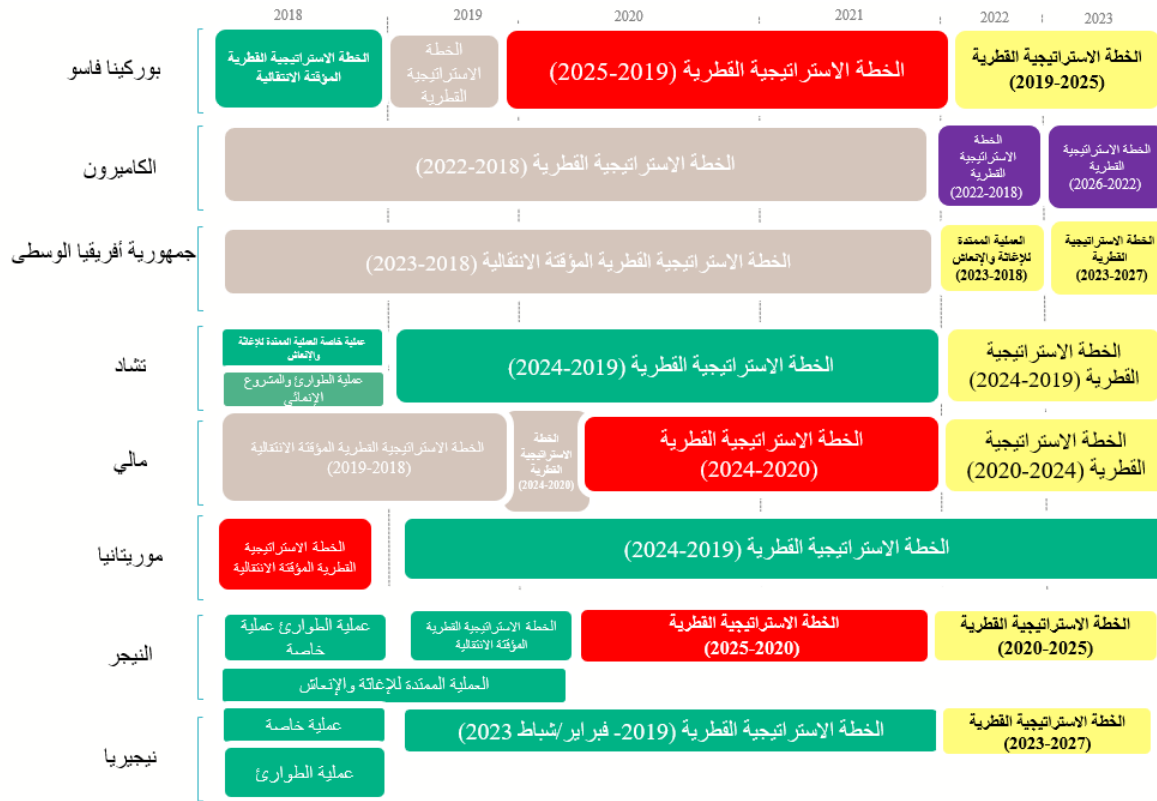 2018 2019 2020 2021 2022 2023
بوركينا فاسو
الخطة الاستراتيجية القطرية
المؤقتة الانتقالية
الخطة
الاستراتيجية
القطرية
الخطة الاستراتيجية القطرية (2019-2025)
الخطة الاستراتيجية القطرية
(2019-2025)
الكاميرون
الخطة الاستراتيجية القطرية (2018-2022)
الخطة
الاستراتيجية
القطرية
(2018-2022)
الخطة الاستراتيجية
القطرية
(2022-2026)
جمهورية أفريقيا الوسطى
الخطة الاستراتيجية القطرية المؤقتة الانتقالية (2018-2023)
العملية الممتدة
للإغاثة والإنعاش
(2018-2023)
الخطة الاستراتيجية
القطرية
(2023-2027)
تشاد
عملية خاصة العملية الممتدة للإغاثة
والإنعاش
عملية الطوارئ والمشروع
الإنمائي
الخطة الاستراتيجية القطرية (2019-2024)
الخطة الاستراتيجية
القطرية (2019-2024)
مالي
الخطة الاستراتيجية القطرية المؤقتة الانتقالية
(2018-2019)
الخطة
الاستراتيجية
القطرية
(2020-2024)
الخطة الاستراتيجية القطرية
(2020-2024)
الخطة الاستراتيجية
القطرية (2020-2024)
موريتانيا
الخطة الاستراتيجية
القطرية المؤقتة الانتقالية
الخطة الاستراتيجية القطرية (2019-2024)
النيجر
عملية الطوارئ عملية
خاصة
الخطة الاستراتيجية القطرية
المؤقتة الانتقالية
الخطة الاستراتيجية القطرية
(2020-2025)
الخطة الاستراتيجية القطرية
(2020-2025)
العملية الممتدة للإغاثة والإنعاش
نيجيريا
عملية خاصة
عملية الطوارئ
الخطة الاستراتيجية القطرية (2019- فبراير/شباط 2023)
الخطة الاستراتيجية القطرية
(2023-2027)